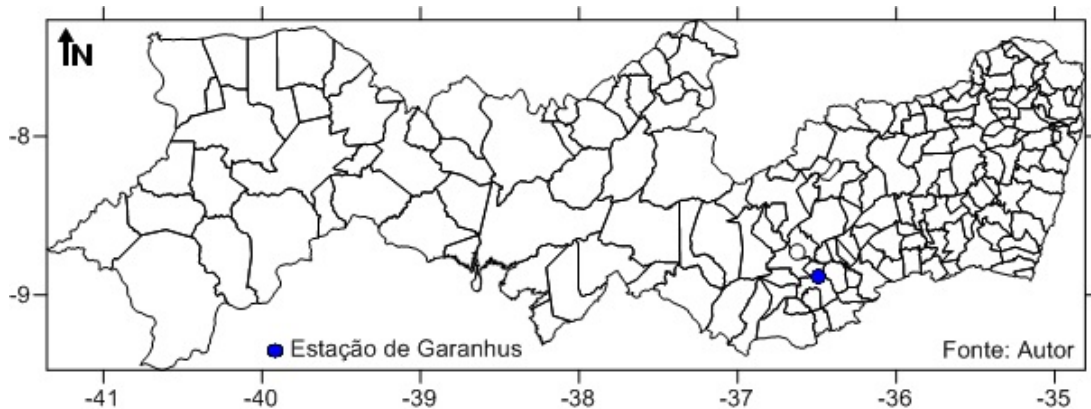 N
-8
-9
Estação de Garanhus
Fonte: Autor
-41 -40 -39 -38 -37 -36 -35